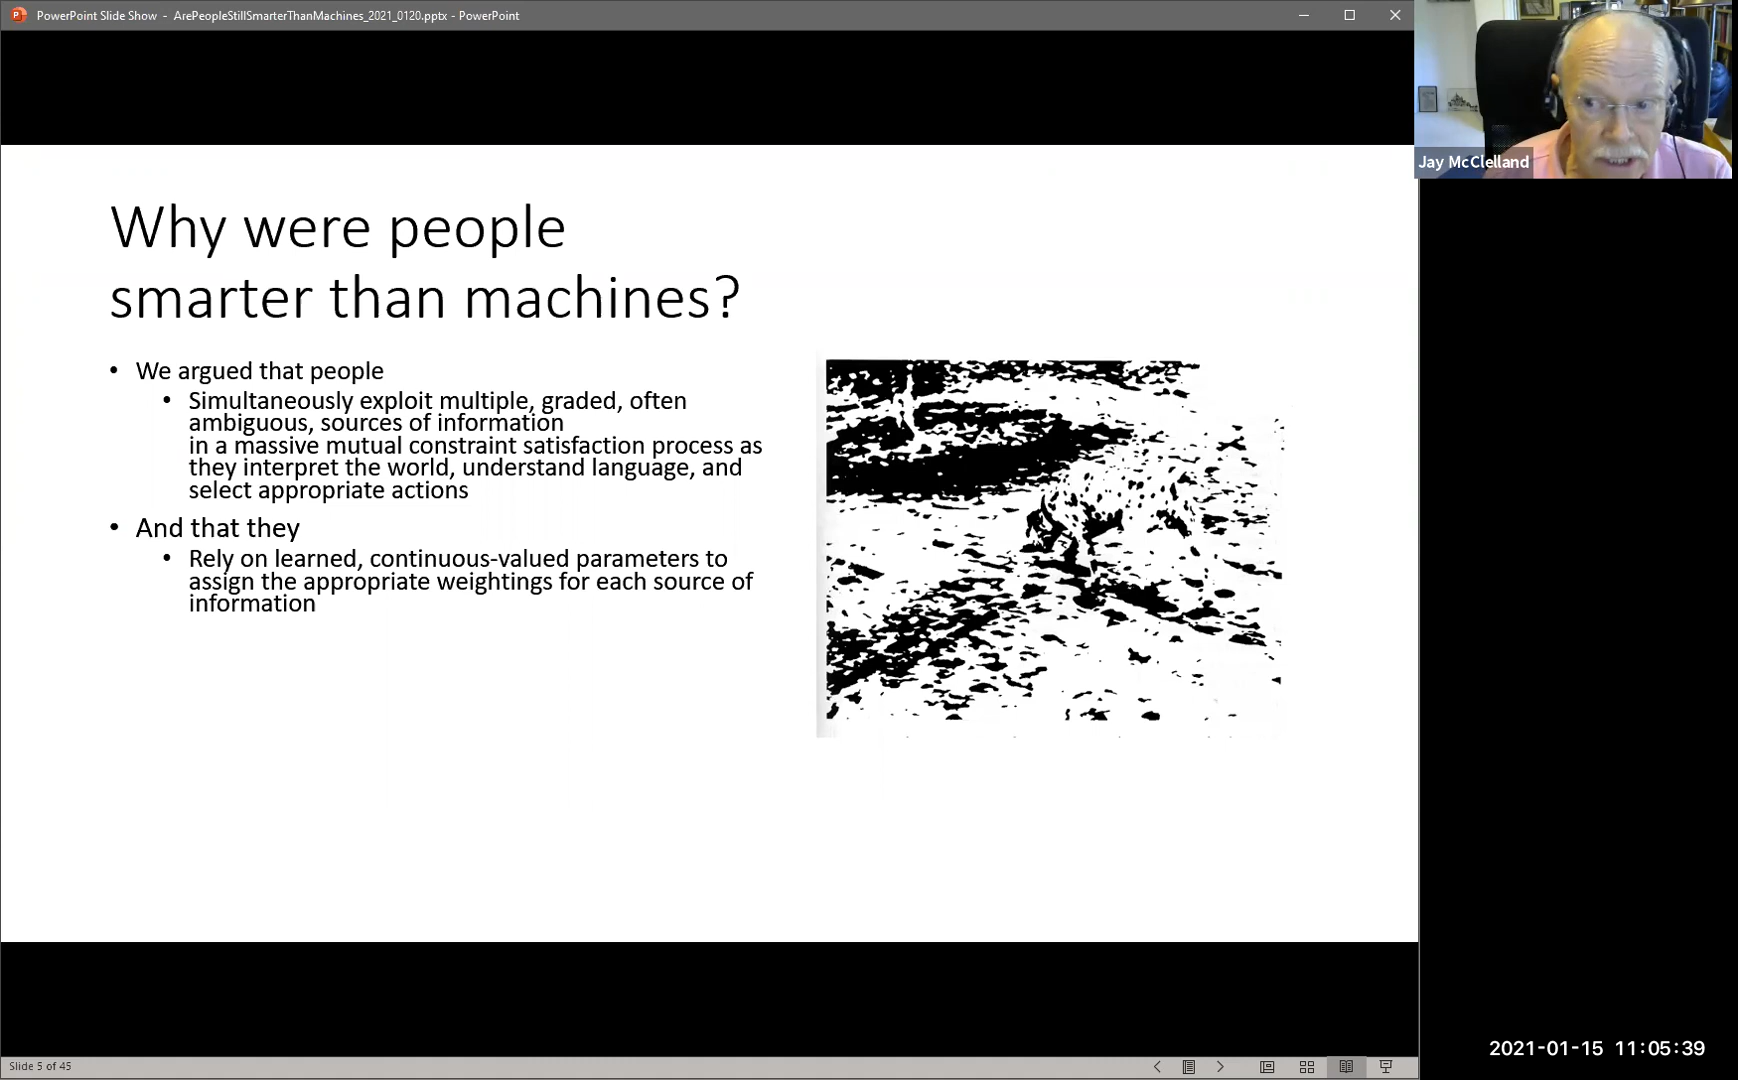 PowerPoint Slide Show - ArePeopleStillSmarterThanMachines_2021_0120.pptx - PowerPoint
Jay McClelland
Why were people
smarter than machines?
• We argued that people
• Simultaneously exploit multiple, graded, often
ambiguous, sources of information
in a massive mutual constraint satisfaction process as
they interpret the world, understand language, and
select appropriate actions
• And that they
• Rely on learned, continuous-valued parameters to
assign the appropriate weightings for each source of
information
2021-01-15 11:05:39
Slide 5 of 45